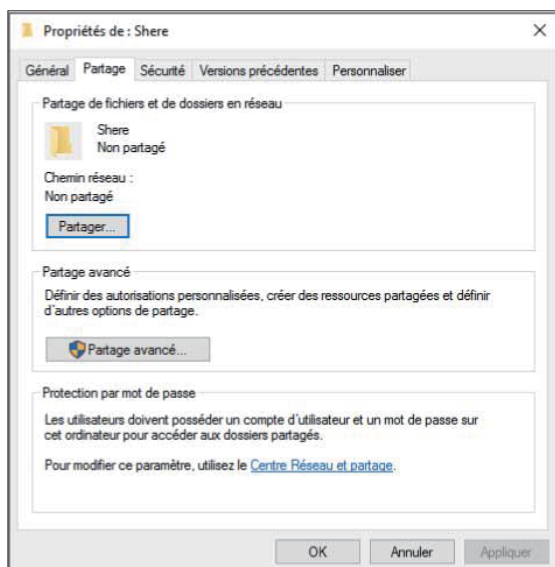 Propriétés de : Shere
Général Partage Sécurité Versions précédentes Personnaliser
Partage de fichiers et de dossiers en réseau
Shere
Non partagé
Chemin réseau :
Non partagé
Partager...
Partage avancé
Définir des autorisations personnalisées, créer des ressources partagées et définir
d'autres options de partage.
Partage avancé...
Protection par mot de passe
Les utilisateurs doivent posséder un compte d'utilisateur et un mot de passe sur
cet ordinateur pour accéder aux dossiers partagés.
Pour modifier ce paramètre, utilisez le Centre Réseau et partage.
OK Annuler Appliquer